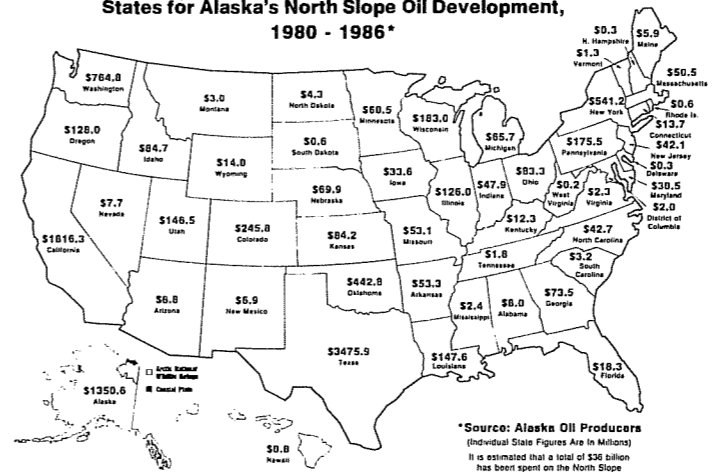 States for Alaska's North Slope Oil Development,
1980 - 1986*
$764.8
Washington
$128.0
Oregon
$1816.3
California
$84.7
Idaho
$7.7
Nevada
$3.0
Montana
$14.0
Wyoming
$146.5
Utah
$245.8
Colorado
$6.8
Arizona
$6.9
New Mexico
$4.3
North Dakota
$0.6
South Dakota
$69.9
Nebraska
$84.2
Kansas
$442.8
Oklahoma
$3475.9
Texas
$60.5
Minnesota
$33.6
Iowa
$53.1
Missouri
$53.3
Arkansas
$147.6
Louisiana
$183.0
Wisconsin
$126.0
Illinois
$65.7
Michigan
$47.9
Indiana
$83.3
Ohio
$12.3
Kentucky
$1.8
Tennessee
$2.4
Mississippi
$8.0
Alabama
$73.5
Georgia
$18.3
Florida
$3.2
South
Carolina
$42.7
North Carolina
$2.3
Virginia
$0.2
West
Virginia
$175.5
Pennsylvania
$541.2
New York
$1.3
Vermont
$0.3
N. Hampshire
$5.9
Maine
$50.5
Massachusetts
$0.6
Rhode Is.
$13.7
Connecticut
$42.1
New Jersey
$0.3
Delaware
$30.5
Maryland
$2.0
District of
Columbia
$1350.6
Alaska
Arctic National
Wildlife Refuge
Coastal Plain
$0.8
Hawaii
*Source: Alaska Oil Producers
(Individual State Figures Are In Millions)
It is estimated that a total of $36 billion
has been spent on the North Slope